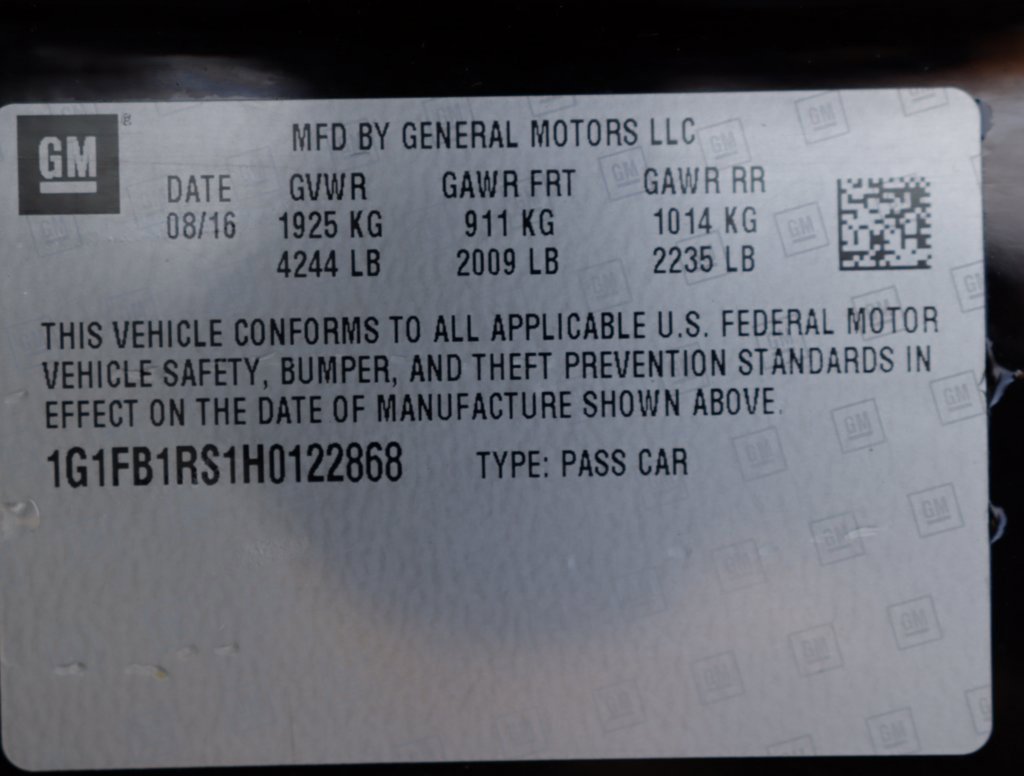 GM ®
MFD BY GENERAL MOTORS LLC
DATE GVWR GAWR FRT GAWR RR
08/16 1925 KG 911 KG 1014 KG
4244 LB 2009 LB 2235 LB
THIS VEHICLE CONFORMS TO ALL APPLICABLE U.S. FEDERAL MOTOR
VEHICLE SAFETY, BUMPER, AND THEFT PREVENTION STANDARDS IN
EFFECT ON THE DATE OF MANUFACTURE SHOWN ABOVE.
1G1FB1RS1H0122868 TYPE: PASS CAR